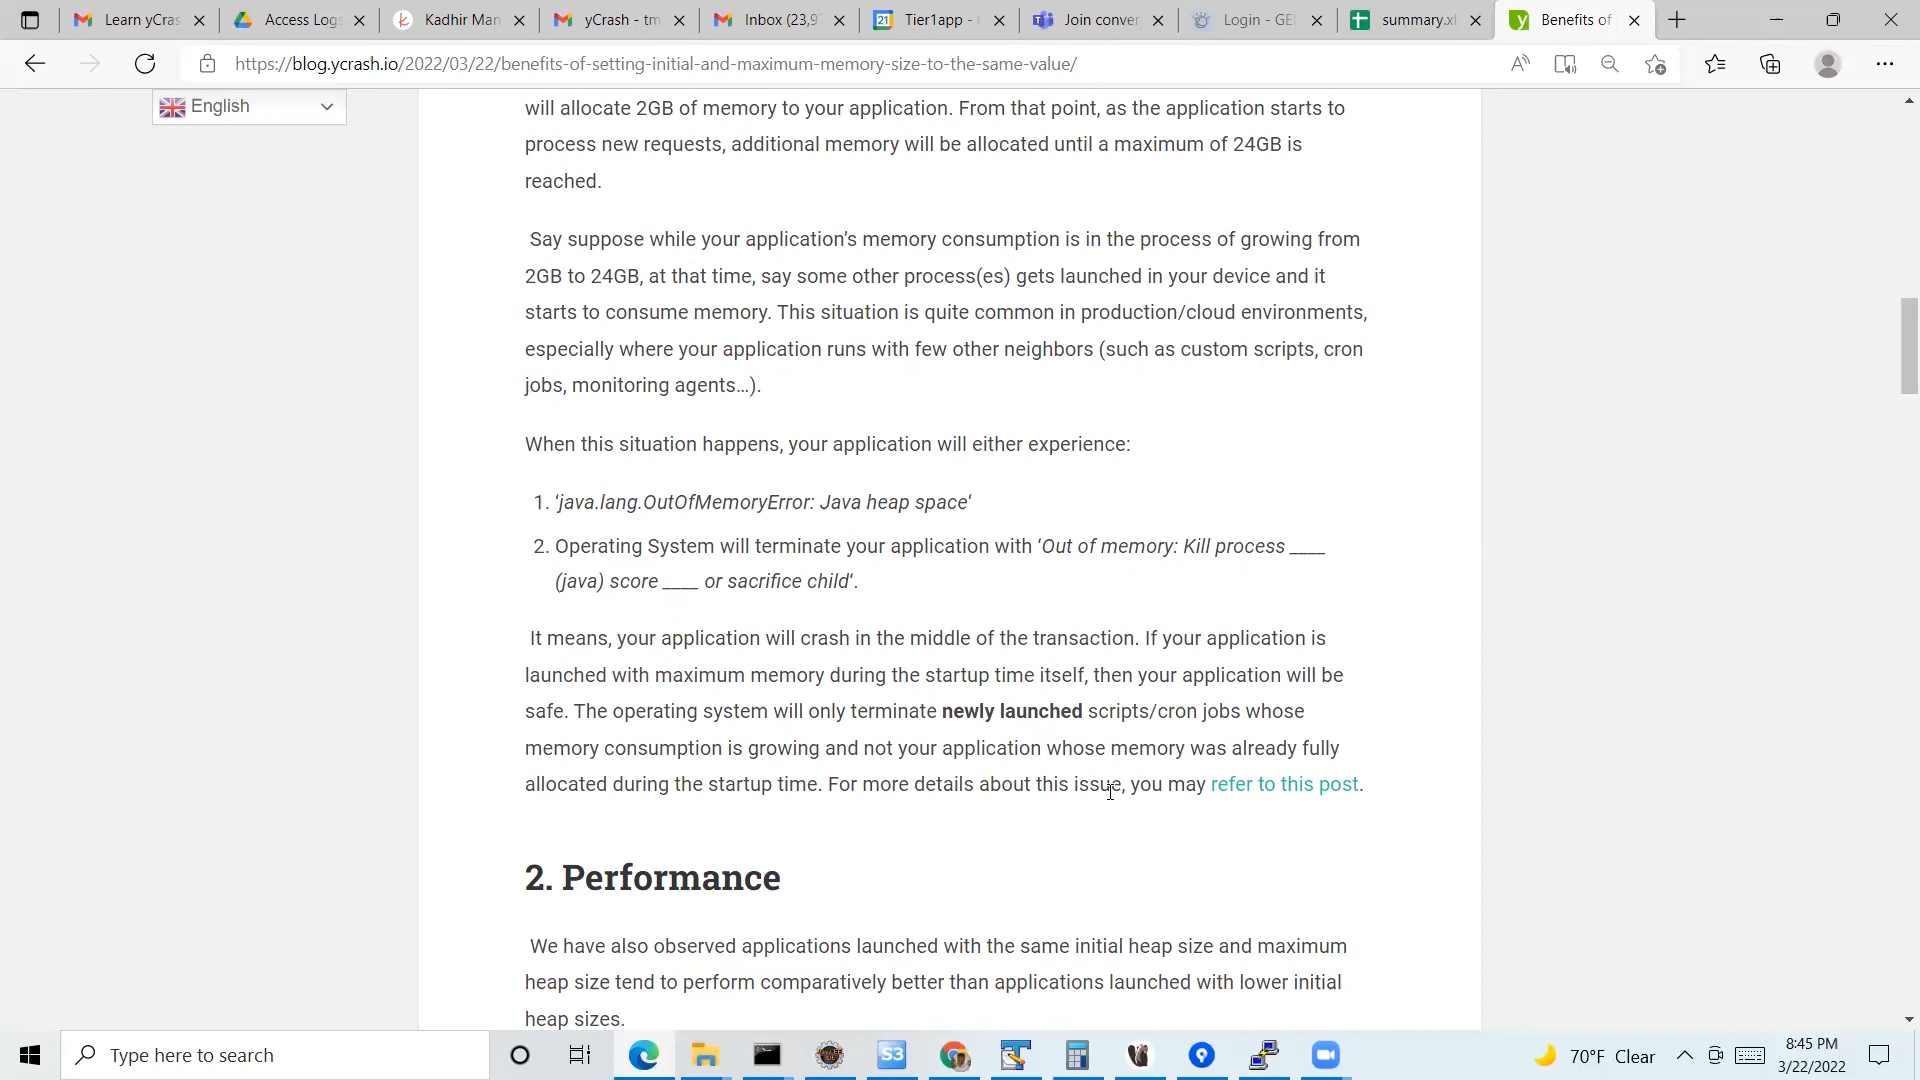 Learn yCras
Access Logs
Kadhir Man
yCrash - tm
Inbox (23,9
21
Tier1app -
Join conver
Login - GE
summary.xl
Benefits of
https://blog.ycrash.io/2022/03/22/benefits-of-setting-initial-and-maximum-memory-size-to-the-same-value/
English
will allocate 2GB of memory to your application. From that point, as the application starts to
process new requests, additional memory will be allocated until a maximum of 24GB is
reached.
Say suppose while your application’s memory consumption is in the process of growing from
2GB to 24GB, at that time, say some other process(es) gets launched in your device and it
starts to consume memory. This situation is quite common in production/cloud environments,
especially where your application runs with few other neighbors (such as custom scripts, cron
jobs, monitoring agents…).
When this situation happens, your application will either experience:
1. ‘java.lang.OutOfMemoryError: Java heap space‘
2. Operating System will terminate your application with ‘Out of memory: Kill process ____
(java) score ____ or sacrifice child‘.
It means, your application will crash in the middle of the transaction. If your application is
launched with maximum memory during the startup time itself, then your application will be
safe. The operating system will only terminate newly launched scripts/cron jobs whose
memory consumption is growing and not your application whose memory was already fully
allocated during the startup time. For more details about this issue, you may refer to this post.
2. Performance
We have also observed applications launched with the same initial heap size and maximum
heap size tend to perform comparatively better than applications launched with lower initial
heap sizes.
Type here to search
S3
70°F Clear
8:45 PM
3/22/2022